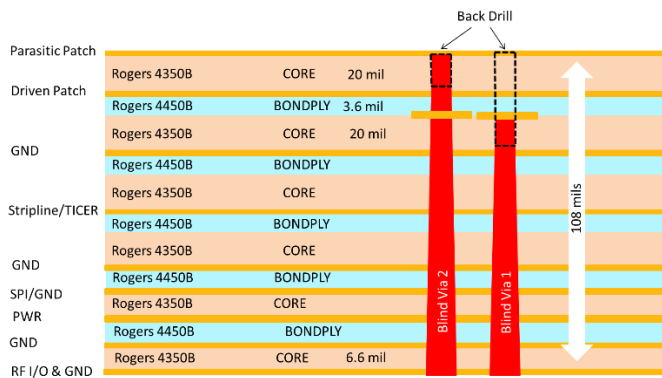 Back Drill
Parasitic Patch
Rogers 4350B CORE 20 mil
Driven Patch
Rogers 4450B BONDPLY 3.6 mil
Rogers 4350B CORE 20 mil
GND
Rogers 4450B BONDPLY
Rogers 4350B CORE
Stripline/TICER
Rogers 4450B BONDPLY
Rogers 4350B CORE
GND
Rogers 4450B BONDPLY
SPI/GND
Rogers 4350B CORE
PWR
Rogers 4450B BONDPLY
GND
Rogers 4350B CORE 6.6 mil
RF I/O & GND
Blind Via 2
Blind Via 1
108 mils